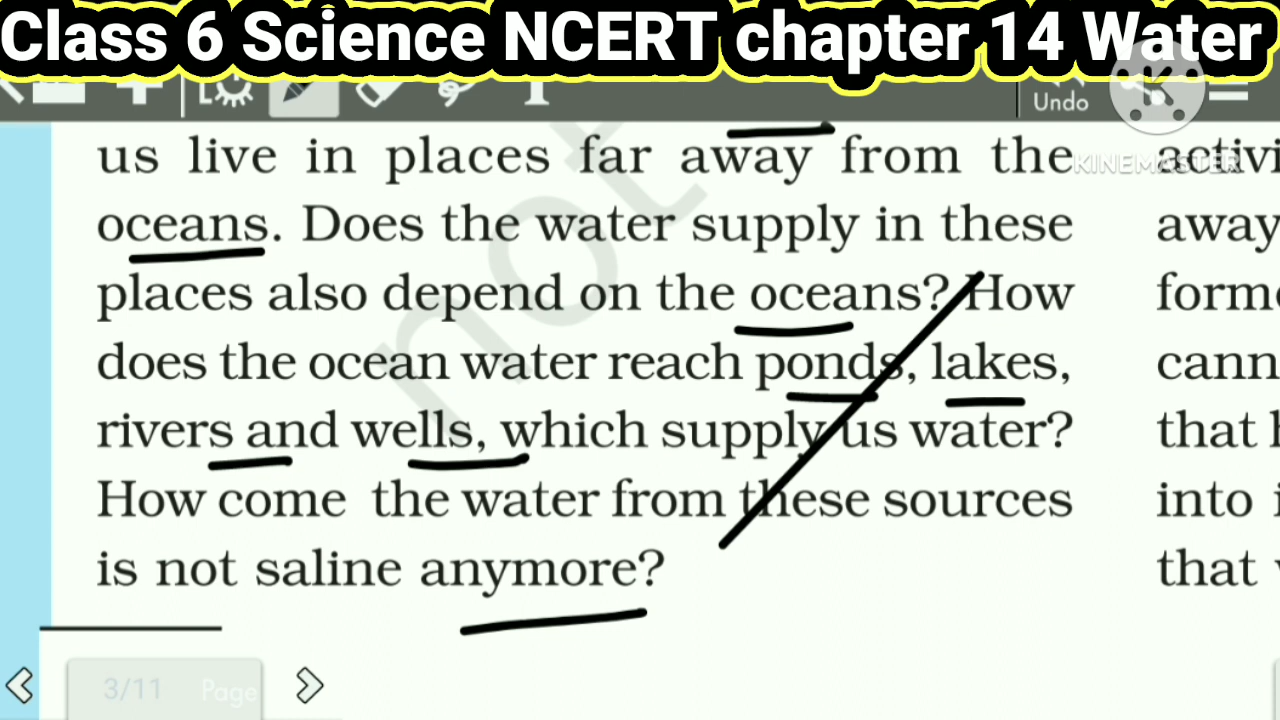 Class 6 Science NCERT chapter 14 Water
T
Undo
K
KINEMASTER
us live in places far away from the
oceans. Does the water supply in these
places also depend on the oceans? How
does the ocean water reach ponds, lakes,
rivers and wells, which supply us water?
How come the water from these sources
is not saline anymore?
away
that
into
that
not
3/11 Page